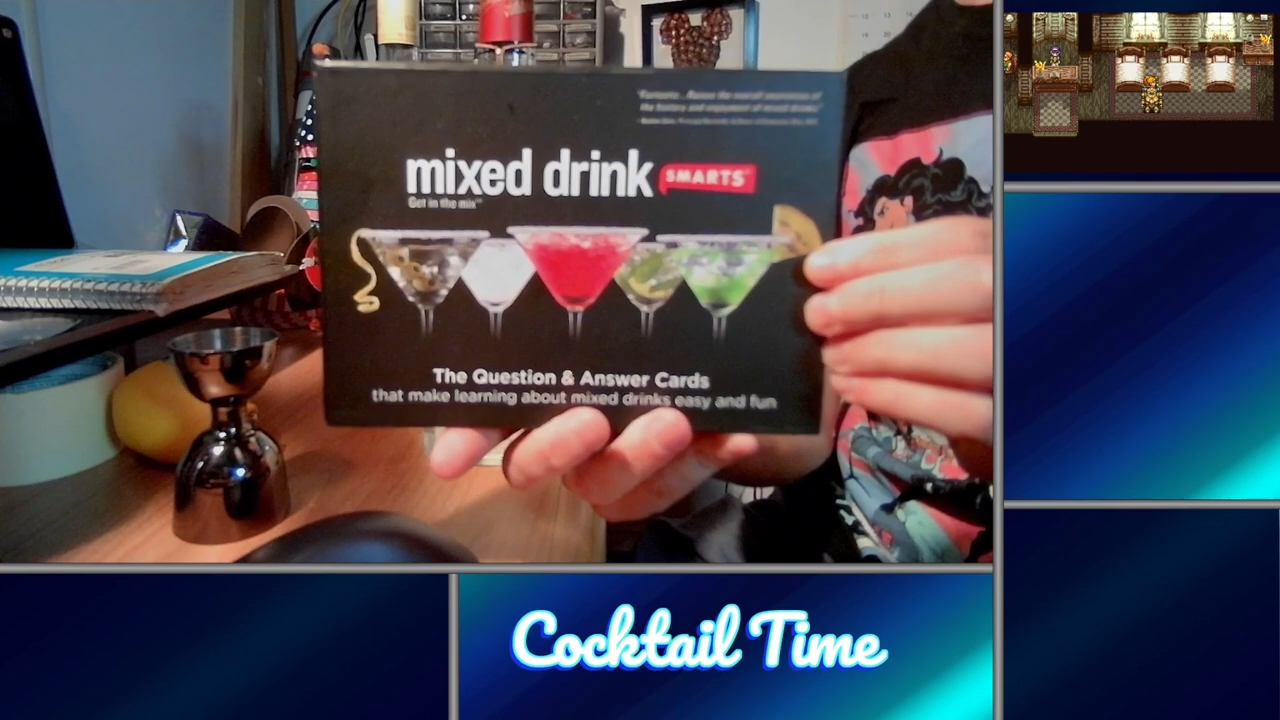 mixed drink SMARTS
Get in the mix™
The Question & Answer Cards
that make learning about mixed drinks easy and fun
Cocktail Time